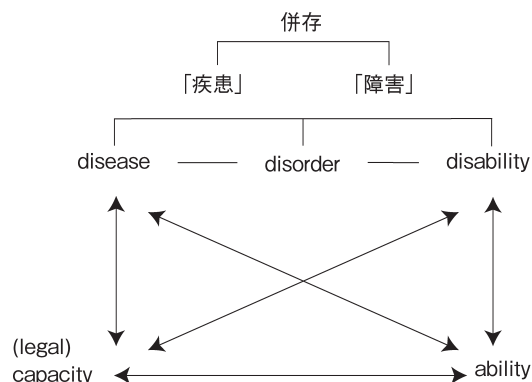 併存
「疾患」 「障害」
disease disorder disability
(legal)
capacity ability